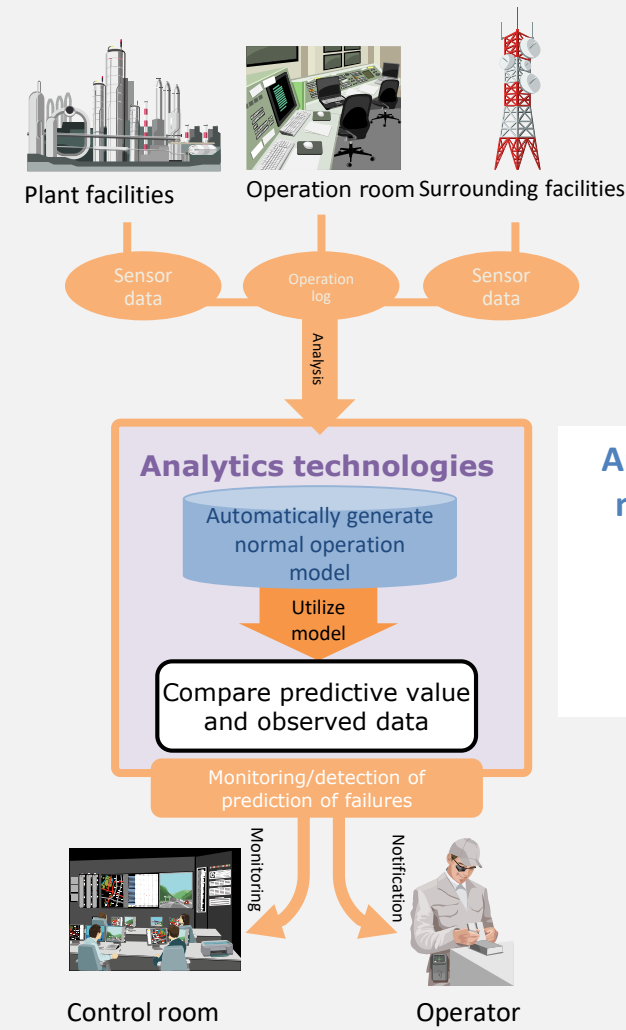 Plant facilities
Operation room
Surrounding facilities
Sensor
data
Operation
log
Sensor
data
Analysis
Analytics technologies
Automatically generate
normal operation
model
Utilize
model
Compare predictive value
and observed data
Monitoring/detection of
prediction of failures
Monitoring
Notification
Control room
Operator